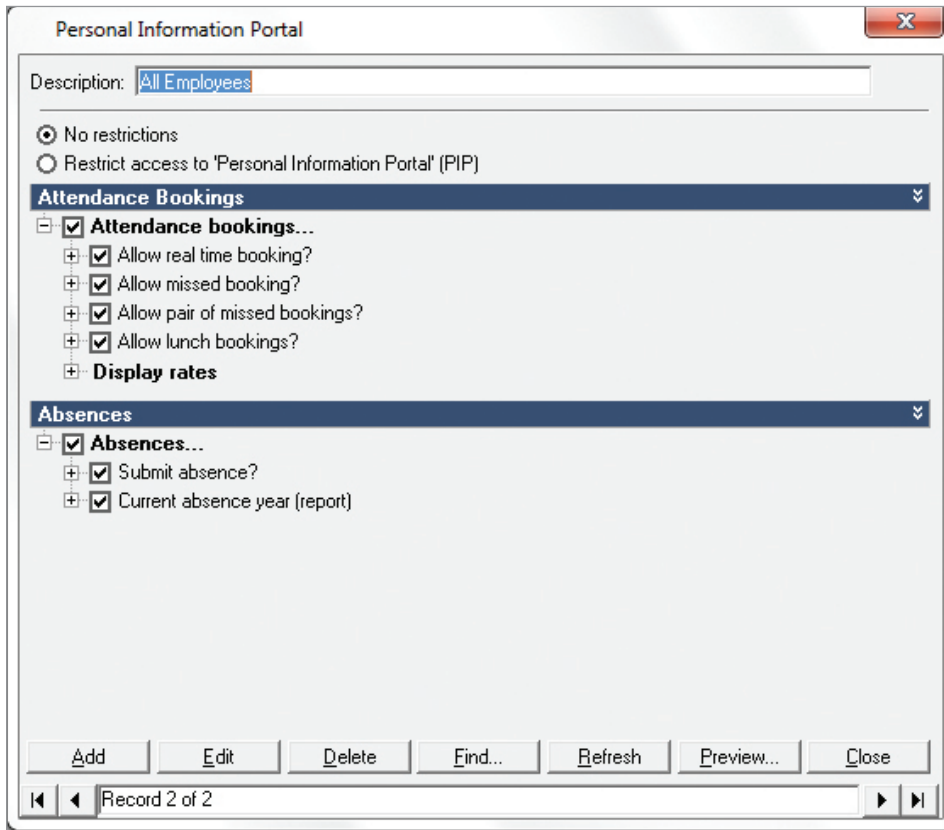 Personal Information Portal
Description: All Employees
No restrictions
Restrict access to 'Personal Information Portal' (PIP)
Attendance Bookings
Attendance bookings...
Allow real time booking?
Allow missed booking?
Allow pair of missed bookings?
Allow lunch bookings?
Display rates
Absences
Absences...
Submit absence?
Current absence year (report)
Add Edit Delete Find... Refresh Preview... Close
Record 2 of 2